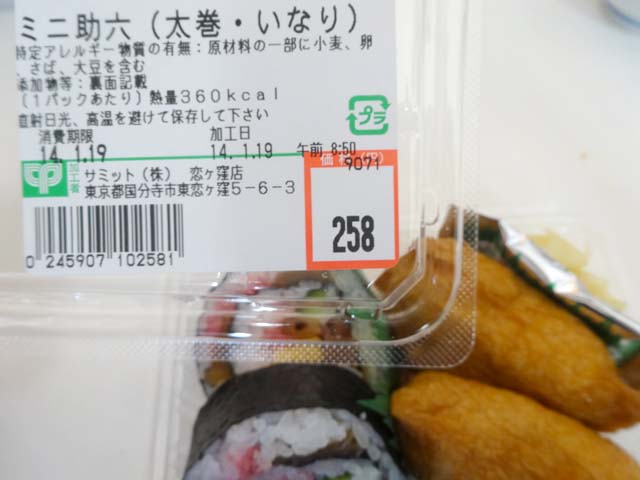 ミニ助六（太巻・いなり）
特定アレルギー物質の有無：原材料の一部に小麦、卵
、さば、大豆を含む
添加物等：裏面記載
（1パックあたり）熱量360kcal
直射日光、高温を避けて保存して下さい
プラ
消費期限 加工日
14.1.19 14.1.19 午前 8:50
9071
価格(円)
加工者 サミット（株） 恋ヶ窪店
東京都国分寺市東恋ヶ窪5-6-3
258
0 245907 102581